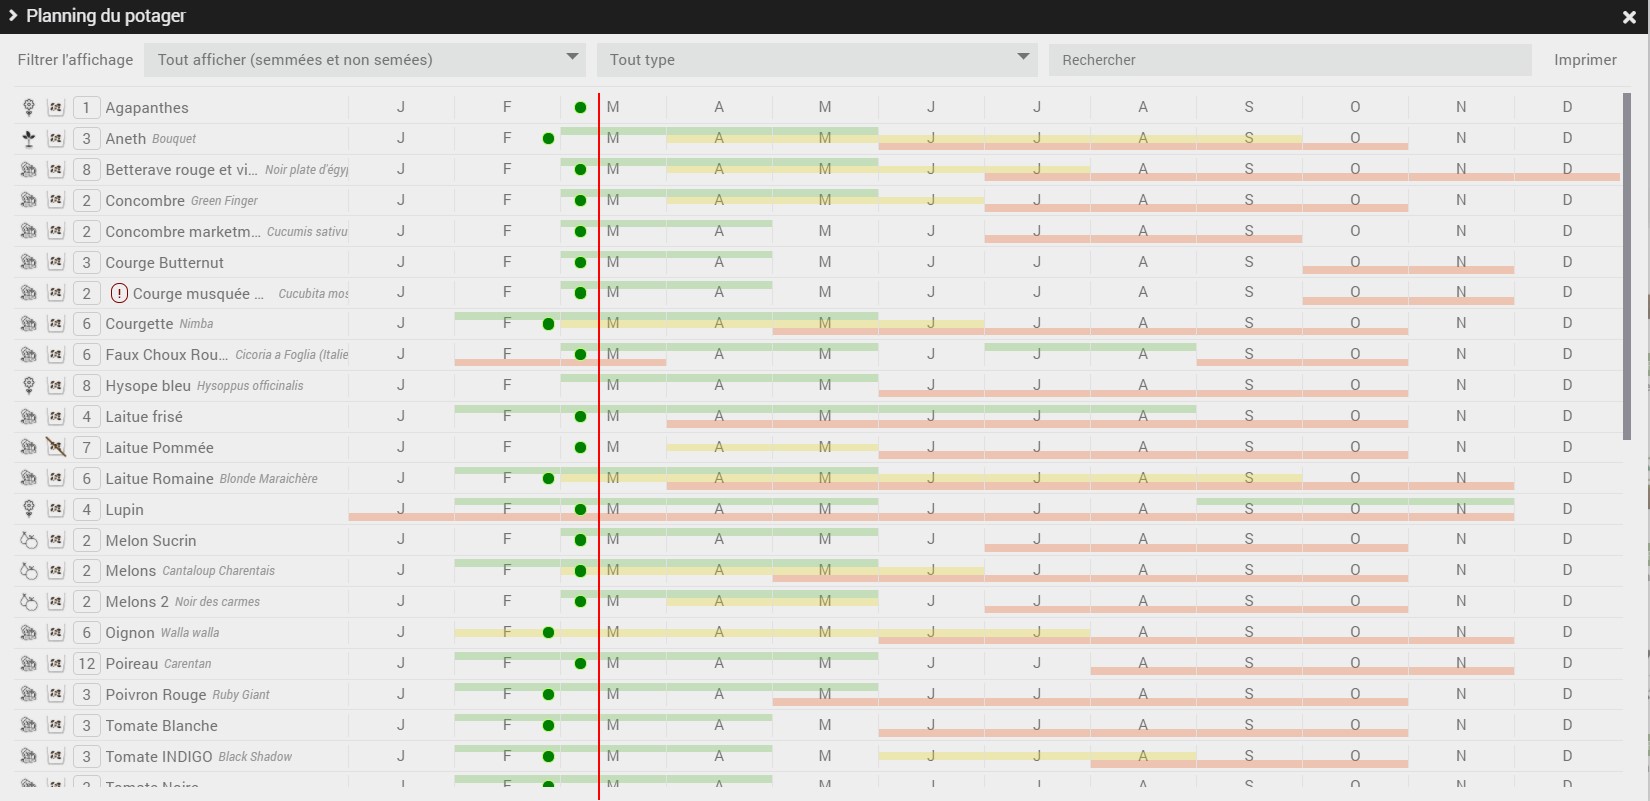 Planning du potager
Filtrer l'affichage Tout afficher (semmées et non semées) Tout type Rechercher Imprimer
1 Agapanthes J F M A M J J A S O N D
3 Aneth Bouquet J F M A M J J A S O N D
8 Betterave rouge et vi... Noir plate d'égyp J F M A M J J A S O N D
2 Concombre Green Finger J F M A M J J A S O N D
2 Concombre marketm... Cucumis sativu J F M A M J J A S O N D
3 Courge Butternut J F M A M J J A S O N D
2 ! Courge musquée ... Cucubita mos J F M A M J J A S O N D
6 Courgette Nimba J F M A M J J A S O N D
6 Faux Choux Rou... Cicoria a Foglia (Italie J F M A M J J A S O N D
8 Hysope bleu Hysoppus officinalis J F M A M J J A S O N D
4 Laitue frisé J F M A M J J A S O N D
7 Laitue Pommée J F M A M J J A S O N D
6 Laitue Romaine Blonde Maraichère J F M A M J J A S O N D
4 Lupin J F M A M J J A S O N D
2 Melon Sucrin J F M A M J J A S O N D
2 Melons Cantaloup Charentais J F M A M J J A S O N D
2 Melons 2 Noir des carmes J F M A M J J A S O N D
6 Oignon Walla walla J F M A M J J A S O N D
12 Poireau Carentan J F M A M J J A S O N D
3 Poivron Rouge Ruby Giant J F M A M J J A S O N D
3 Tomate Blanche J F M A M J J A S O N D
3 Tomate INDIGO Black Shadow J F M A M J J A S O N D
Tomate Noire J F M A M J J A S O N D